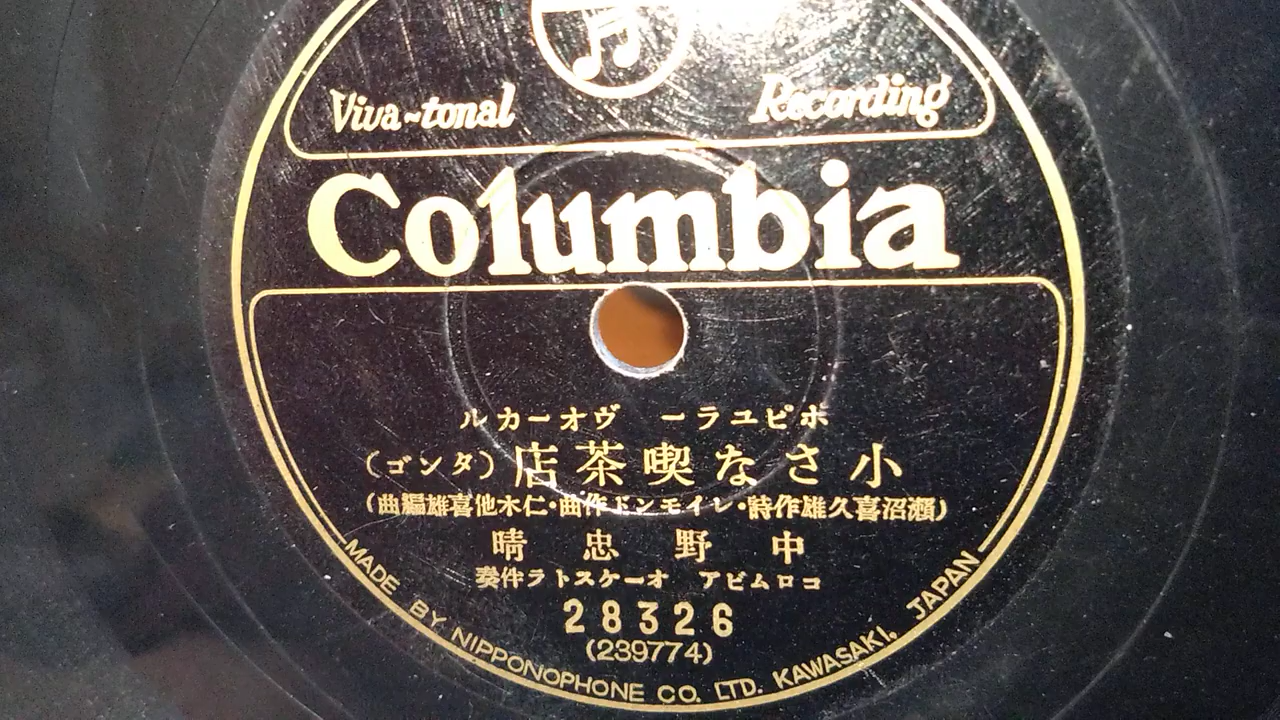 Viva-tonal Recording
Columbia
ポピユラー ヴオーカル
小さな喫茶店（タンゴ）
（瀨沼喜久雄作詩・レイモンド作曲・仁木他喜雄編曲）
中野忠晴
コロムビア オーケストラ伴奏
28326
(239774)
MADE BY NIPPONOPHONE CO. LTD. KAWASAKI. JAPAN